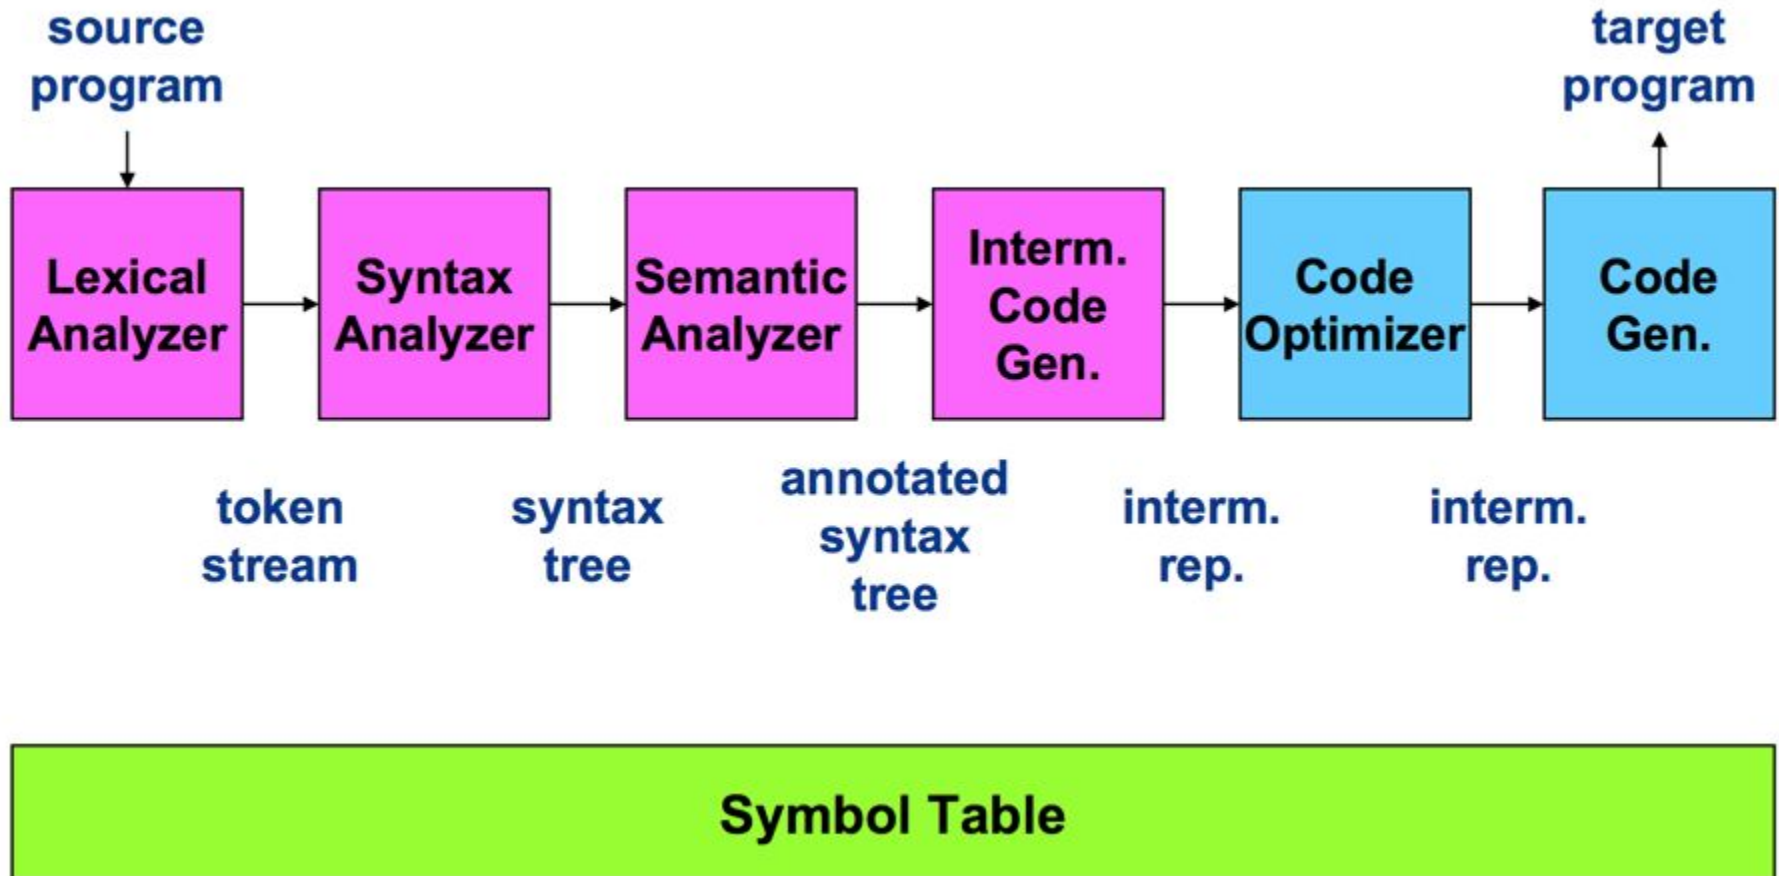 source
program
target
program
Lexical
Analyzer
Syntax
Analyzer
Semantic
Analyzer
Interm.
Code
Gen.
Code
Optimizer
Code
Gen.
token
stream
syntax
tree
annotated
syntax
tree
interm.
rep.
interm.
rep.
Symbol Table